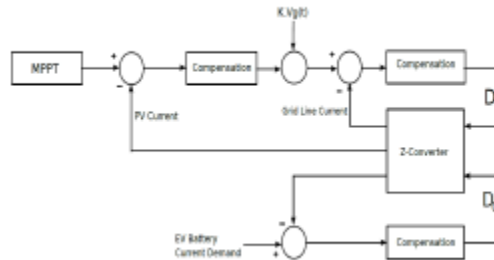 K.Vg(t)
MPPT
+
-
Compensation
+
-
Compensation
PV Current
Grid Line Current
D
Z-Converter
D
-
EV Battery
Current Demand
+
Compensation